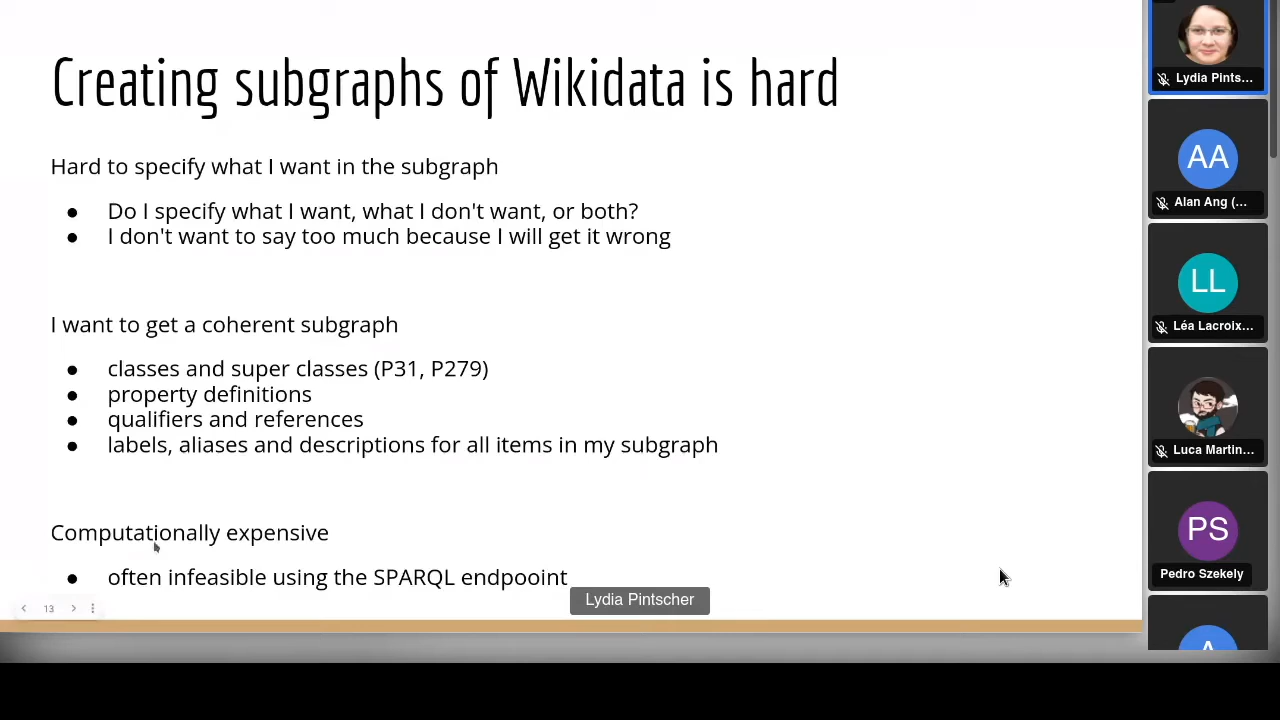 Creating subgraphs of Wikidata is hard
Hard to specify what I want in the subgraph
● Do I specify what I want, what I don't want, or both?
● I don't want to say too much because I will get it wrong
I want to get a coherent subgraph
● classes and super classes (P31, P279)
● property definitions
● qualifiers and references
● labels, aliases and descriptions for all items in my subgraph
Computationally expensive
● often infeasible using the SPARQL endpooint
13
Lydia Pintscher
Lydia Pints...
AA
Alan Ang (...
LL
Léa Lacroix...
Luca Martin...
PS
Pedro Szekely
A